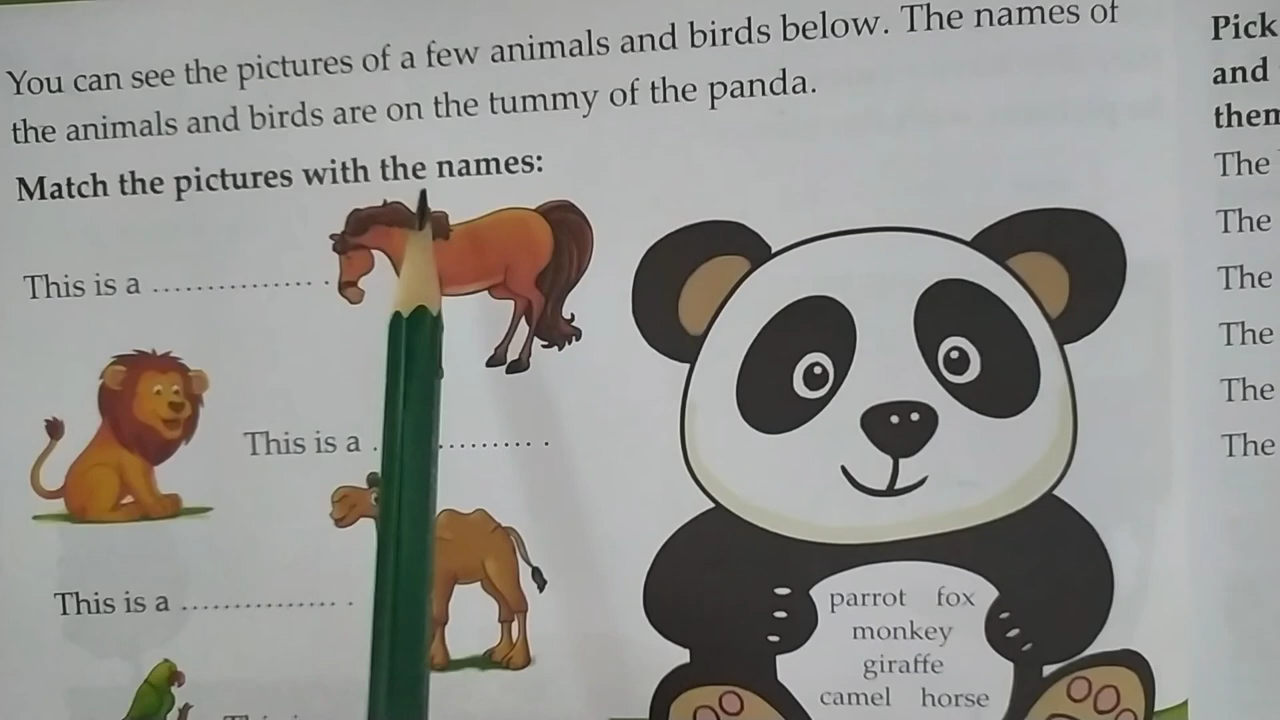 You can see the pictures of a few animals and birds below. The names of
the animals and birds are on the tummy of the panda.
Match the pictures with the names:
This is a ................
This is a . .......... .
This is a ............... .
parrot fox
monkey
giraffe
camel horse
Pick
and
them
The
The
The
The
The
The